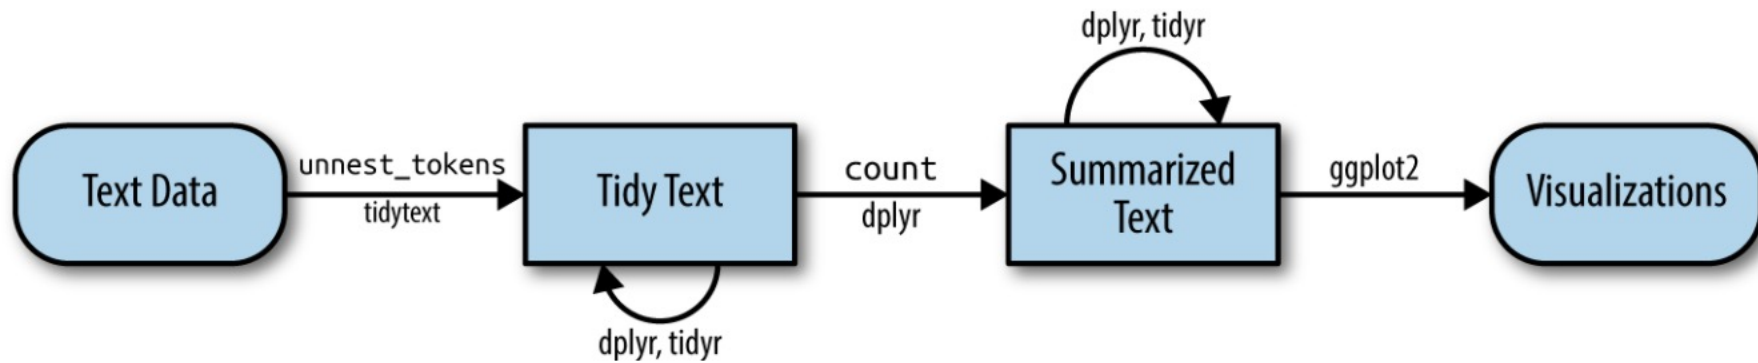 dplyr, tidyr
Text Data
unnest_tokens
tidytext
Tidy Text
count
dplyr
Summarized
Text
ggplot2
Visualizations
dplyr, tidyr